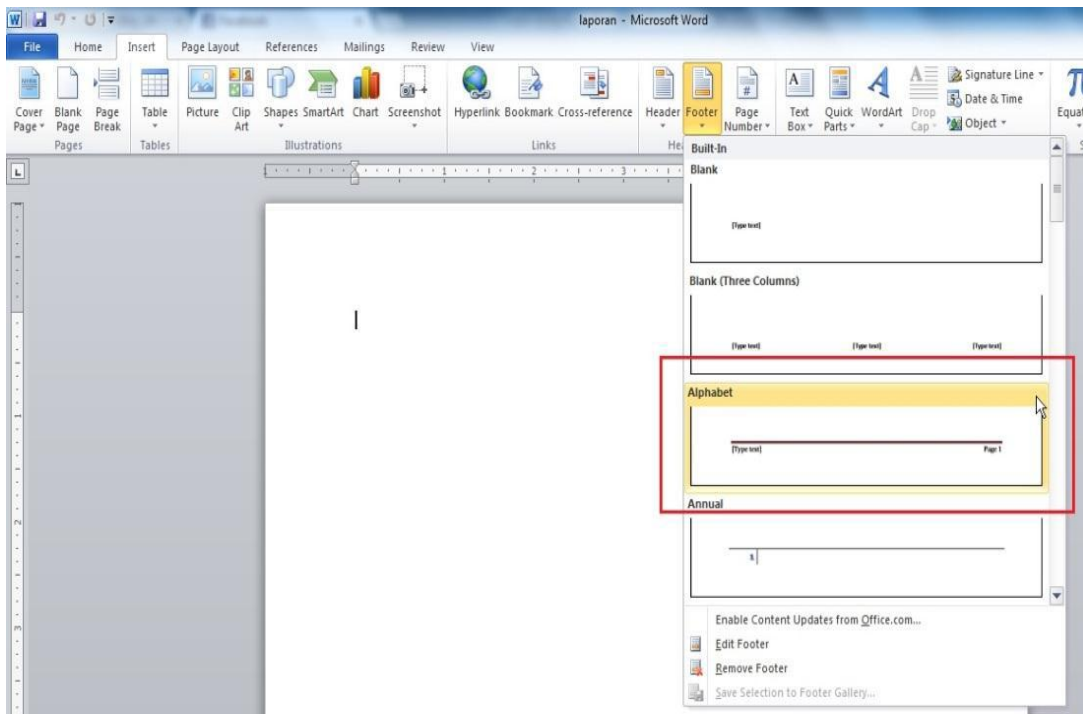 laporan - Microsoft Word
File Home Insert Page Layout References Mailings Review View
Cover Page Blank Page Page Break Table Picture Clip Art Shapes SmartArt Chart Screenshot Hyperlink Bookmark Cross-reference Header Footer Page Number Text Box Quick Parts WordArt Drop Cap
Signature Line
Date & Time
Object
Pages Tables Illustrations Links
Built-In
Blank
[Type text]
Blank (Three Columns)
[Type text] [Type text] [Type text]
Alphabet
[Type text] Page 1
Annual
Enable Content Updates from Office.com...
Edit Footer
Remove Footer
Save Selection to Footer Gallery...